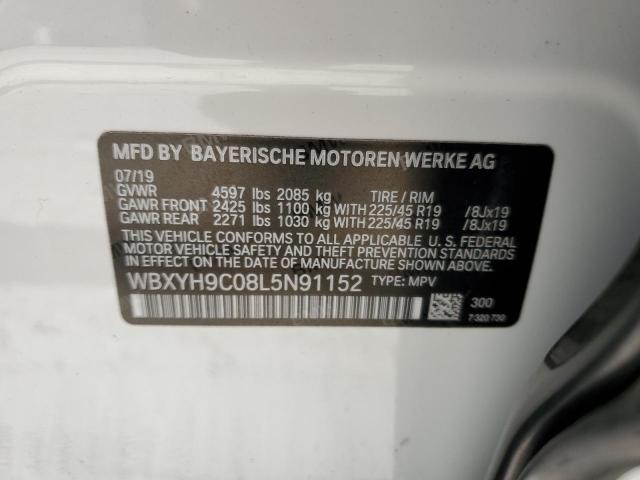 MFD BY BAYERISCHE MOTOREN WERKE AG
07/19
GVWR 4597 lbs 2085 kg TIRE / RIM
GAWR FRONT 2425 lbs 1100 kg WITH 225/45 R19 /8Jx19
GAWR REAR 2271 lbs 1030 kg WITH 225/45 R19 /8Jx19
THIS VEHICLE CONFORMS TO ALL APPLICABLE U. S. FEDERAL
MOTOR VEHICLE SAFETY, BUMPER, AND THEFT PREVENTION STANDARDS
IN EFFECT ON THE DATE OF MANUFACTURE SHOWN ABOVE.
WBXYH9C08L5N91152 TYPE: MPV
300
7 320 730